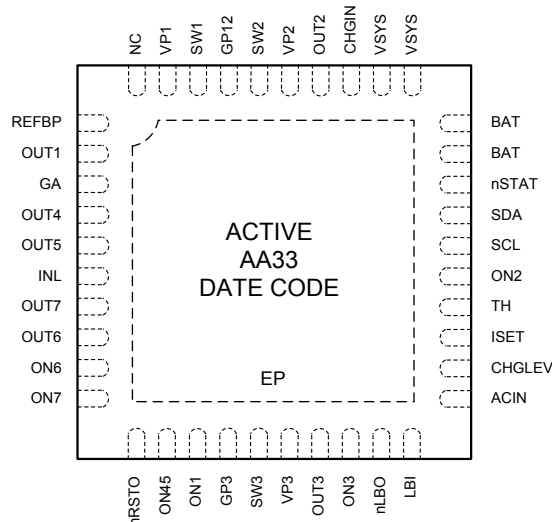 NC
VP1
SW1
GP12
SW2
VP2
OUT2
CHGIN
VSYS
VSYS
REFBP
OUT1
GA
OUT4
OUT5
INL
OUT7
OUT6
ON6
ON7
ACTIVE
AA33
DATE CODE
EP
BAT
BAT
nSTAT
SDA
SCL
ON2
TH
ISET
CHGLEV
ACIN
nRSTO
ON45
ON1
GP3
SW3
VP3
OUT3
ON3
nLBO
LBI